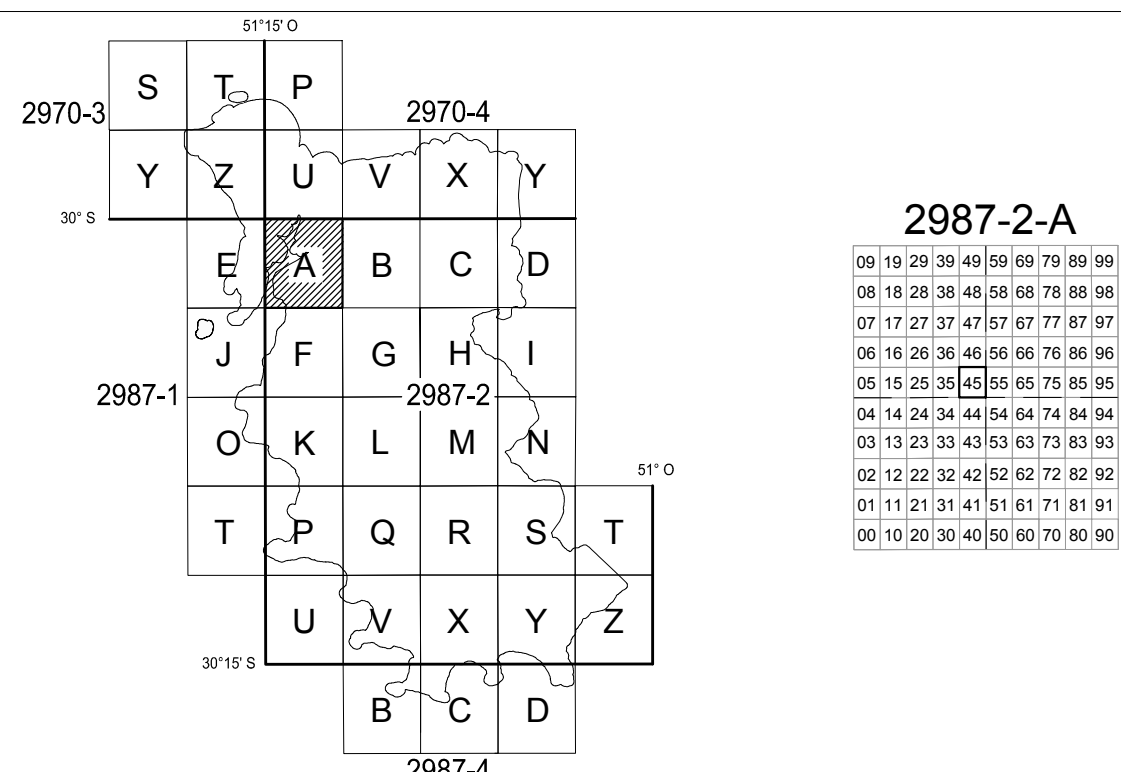 51°15' O
S T P
2970-3 2970-4
Y Z U V X Y
30° S
E A B C D
J F G H I
2987-1 2987-2
O K L M N
51° O
T P Q R S T
U V X Y Z
30°15' S
B C D
2987-4
2987-2-A
09 19 29 39 49 59 69 79 89 99
08 18 28 38 48 58 68 78 88 98
07 17 27 37 47 57 67 77 87 97
06 16 26 36 46 56 66 76 86 96
05 15 25 35 45 55 65 75 85 95
04 14 24 34 44 54 64 74 84 94
03 13 23 33 43 53 63 73 83 93
02 12 22 32 42 52 62 72 82 92
01 11 21 31 41 51 61 71 81 91
00 10 20 30 40 50 60 70 80 90